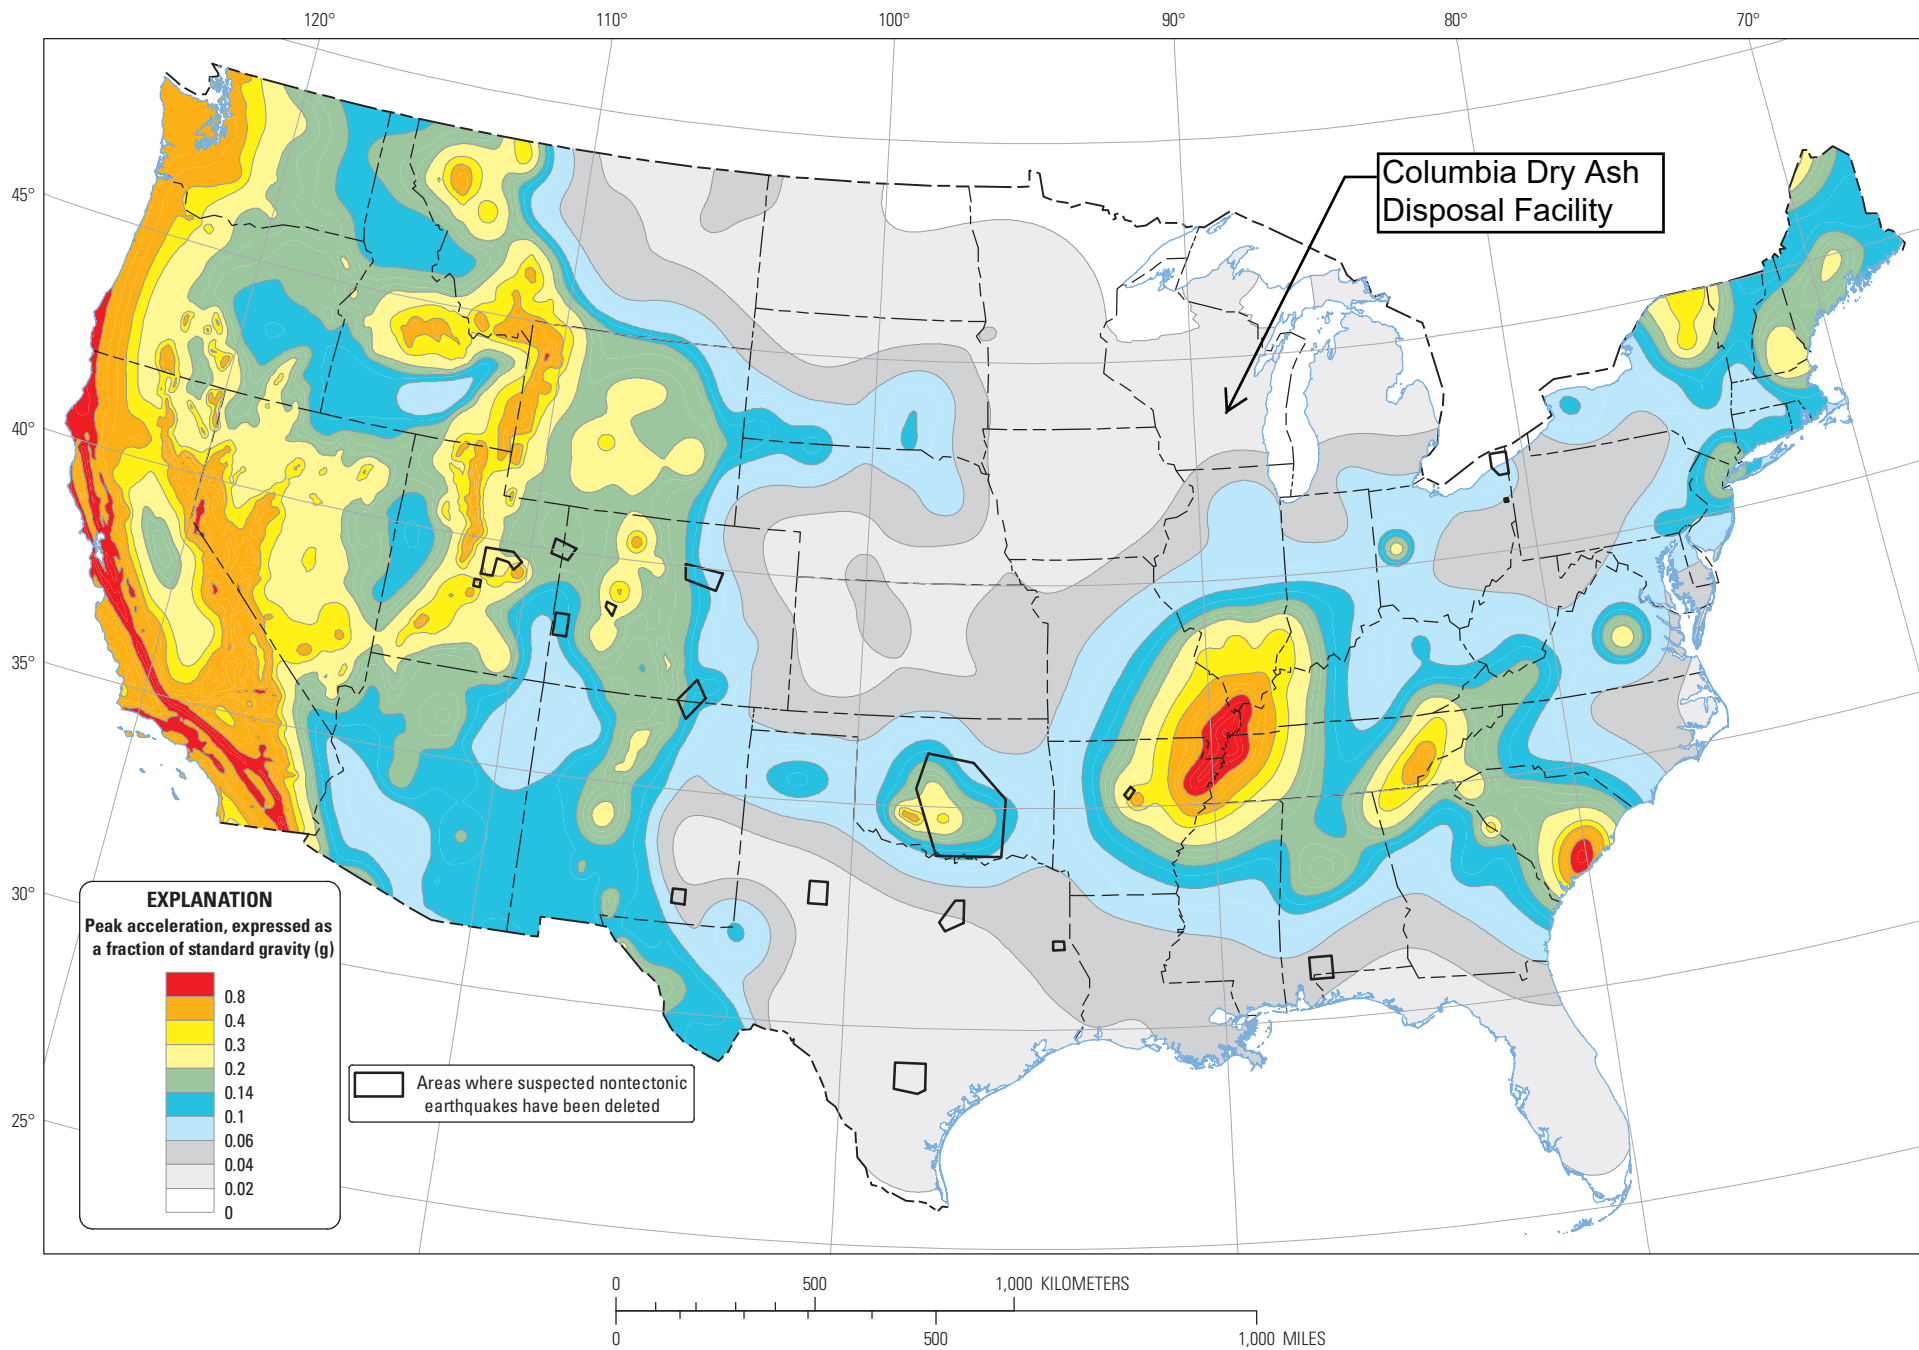 120°
110°
100°
90°
80°
70°
45°
40°
35°
30°
25°
Columbia Dry Ash
Disposal Facility
EXPLANATION
Peak acceleration, expressed as
a fraction of standard gravity (g)
0.8
0.4
0.3
0.2
0.14
0.1
0.06
0.04
0.02
0
Areas where suspected nontectonic
earthquakes have been deleted
0 500 1,000 KILOMETERS
0 500 1,000 MILES